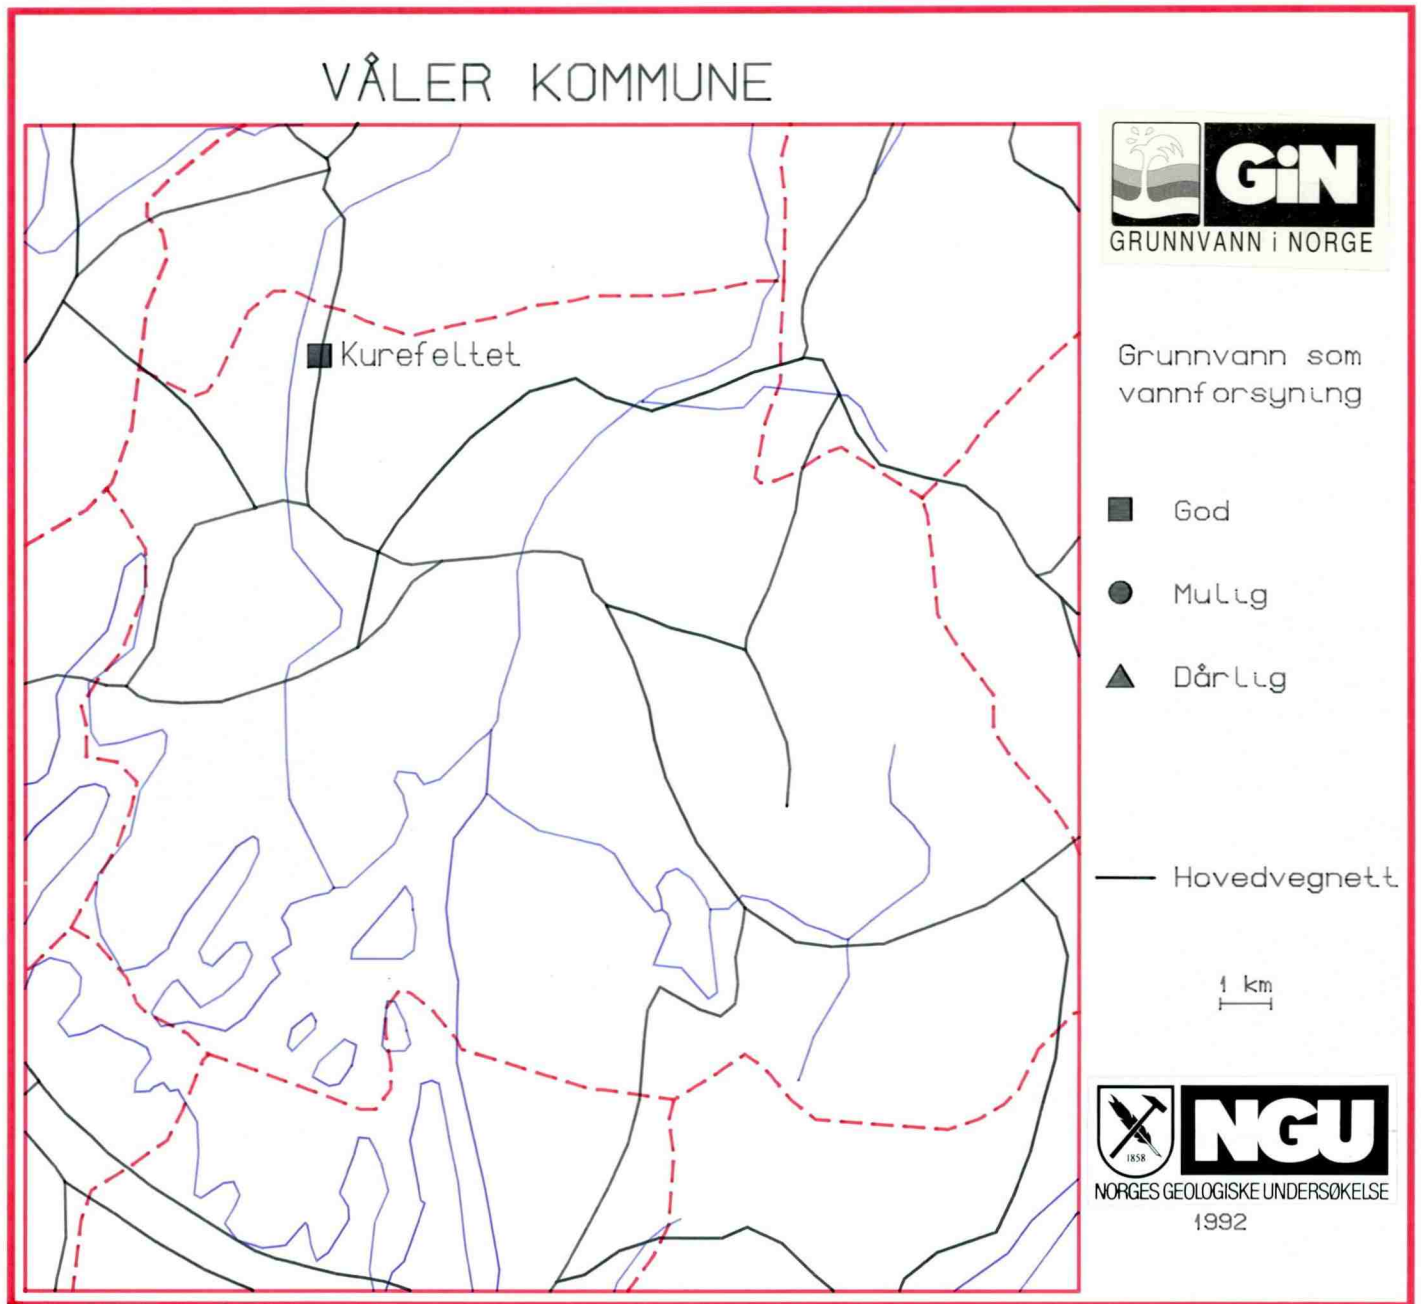 VÅLER KOMMUNE
GiN
GRUNNVANN i NORGE
Kurefeltet
Grunnvann som
vannforsyning
God
Mulig
Dårlig
Hovedvegnett
1 km
1858
NGU
NORGES GEOLOGISKE UNDERSØKELSE
1992